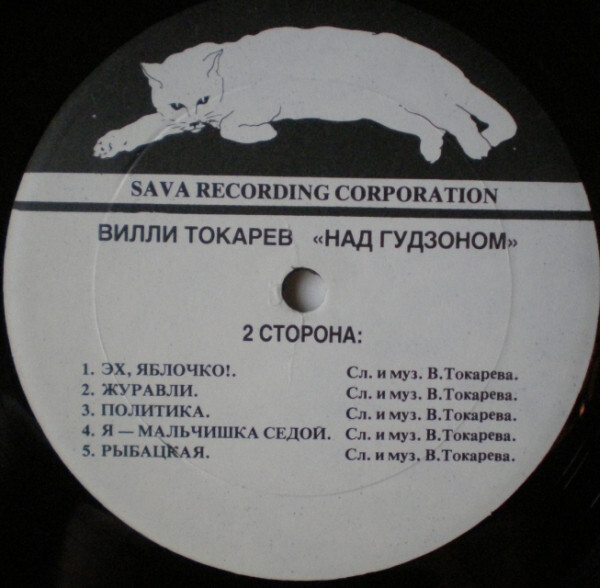 SAVA RECORDING CORPORATION
ВИЛЛИ ТОКАРЕВ «НАД ГУДЗОНОМ»
2 СТОРОНА:
1. ЭХ, ЯБЛОЧКО!. Сл. и муз. В.Токарева.
2. ЖУРАВЛИ. Сл. и муз. В.Токарева.
3. ПОЛИТИКА. Сл. и муз. В.Токарева.
4. Я — МАЛЬЧИШКА СЕДОЙ. Сл. и муз. В.Токарева.
5. РЫБАЦКАЯ. Сл. и муз. В.Токарева.